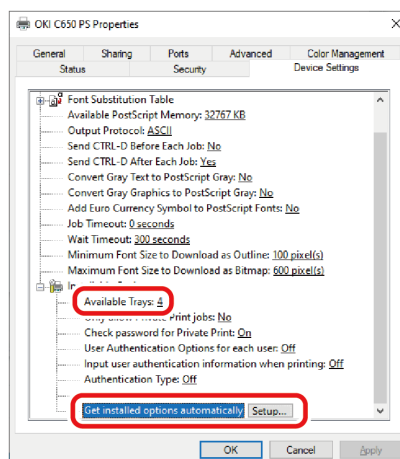 OKI C650 PS Properties
General Sharing Ports Advanced Color Management
Status Security Device Settings
Font Substitution Table
Available PostScript Memory: 32767 KB
Output Protocol: ASCII
Send CTRL-D Before Each Job: No
Send CTRL-D After Each Job: Yes
Convert Gray Text to PostScript Gray: No
Convert Gray Graphics to PostScript Gray: No
Add Euro Currency Symbol to PostScript Fonts: No
Job Timeout: 0 seconds
Wait Timeout: 300 seconds
Minimum Font Size to Download as Outline: 100 pixel(s)
Maximum Font Size to Download as Bitmap: 600 pixel(s)
Available Trays: 4
Print jobs: No
Check password for Private Print: On
User Authentication Options for each user: Off
Input user authentication information when printing: Off
Authentication Type: Off
Get installed options automatically Setup...
OK Cancel Apply